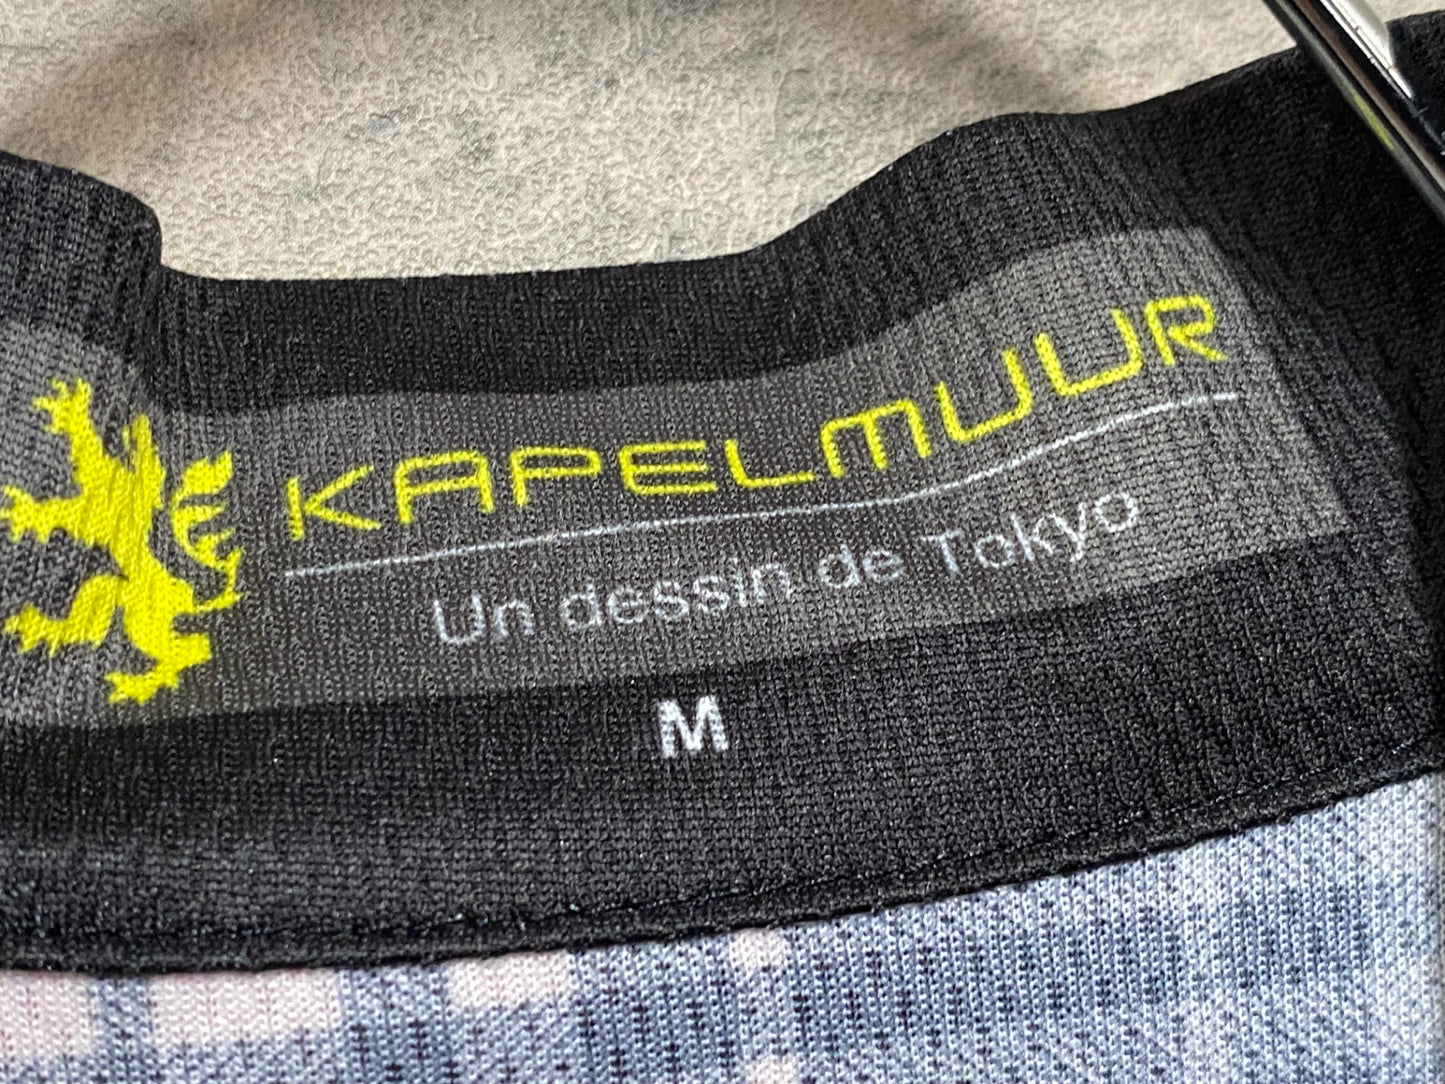 KAPELMUUR
Un dessin de Tokyo
M